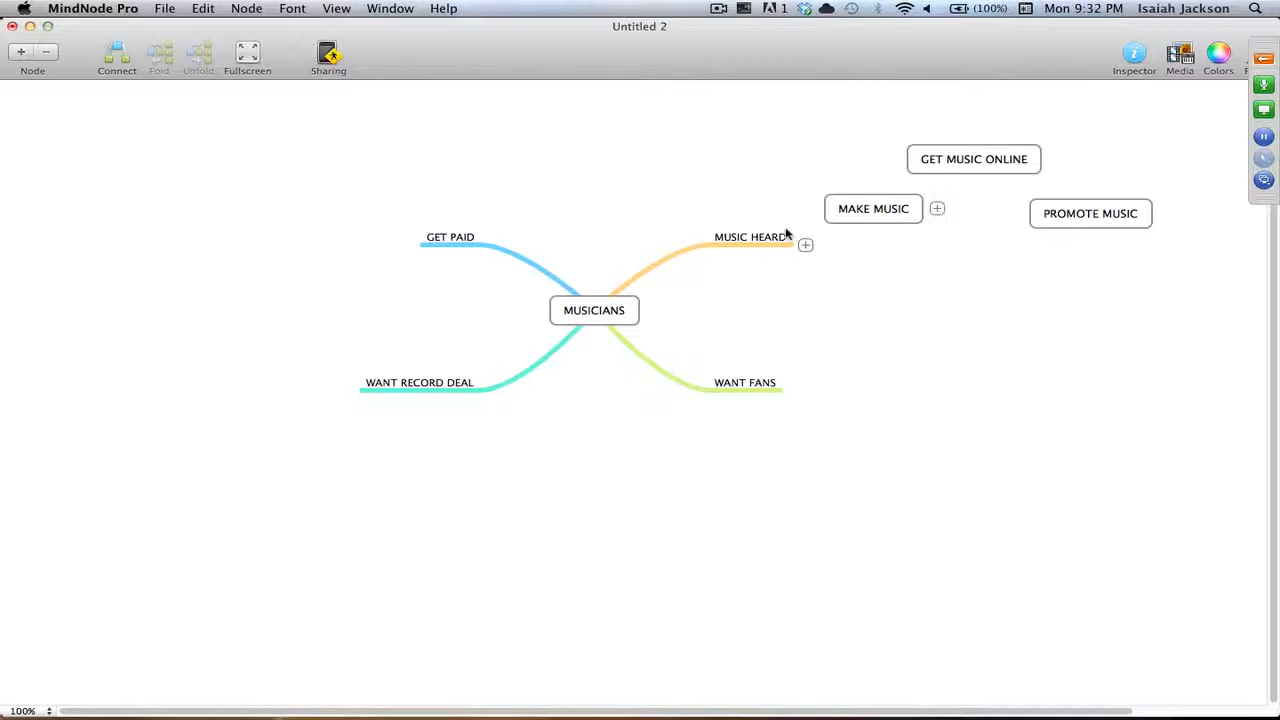 MindNode Pro File Edit Node Font View Window Help 1 (100%) Mon 9:32 PM Isaiah Jackson
Untitled 2
Node Connect Fold Unfold Fullscreen Sharing Inspector Media Colors
GET MUSIC ONLINE
MAKE MUSIC
PROMOTE MUSIC
GET PAID
MUSIC HEARD
MUSICIANS
WANT RECORD DEAL
WANT FANS
100%